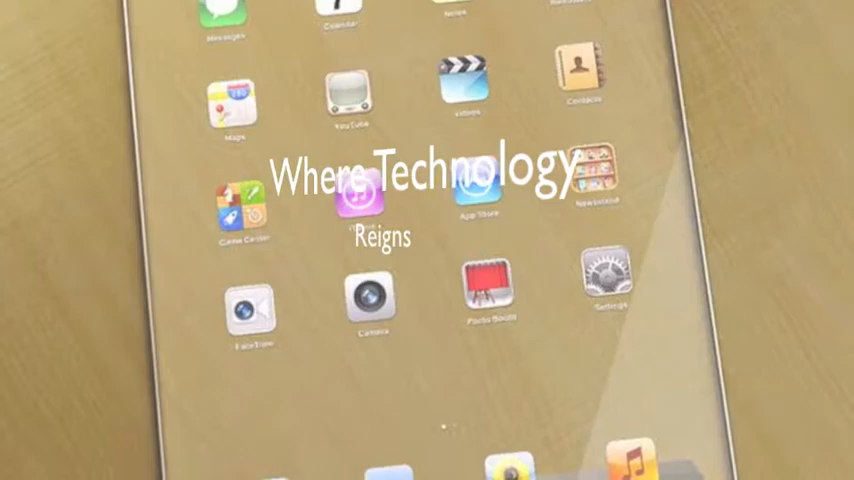 Messages
Calendar
Notes
Maps
YouTube
Videos
Contacts
Where Technology
Game Center
App Store
Newsstand
Reigns
FaceTime
Camera
Photo Booth
Settings